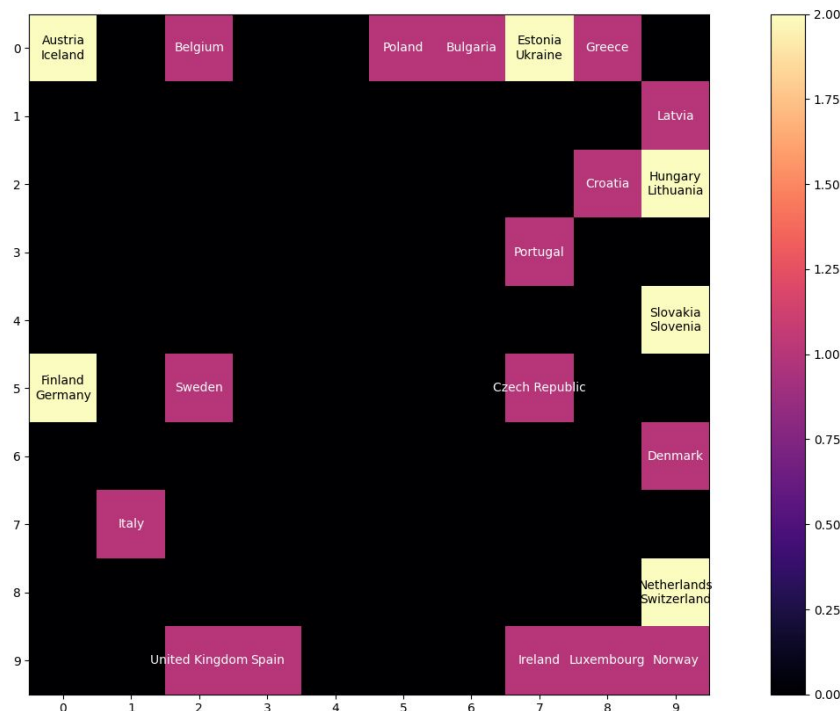 2.00
0 Austria Belgium Poland Bulgaria Estonia Greece
Iceland Ukraine
1.75
1 Latvia
1.50
2 Croatia Hungary
Lithuania
3 Portugal
1.25
4 Slovakia
Slovenia
1.00
5 Finland Sweden Czech Republic
Germany
0.75
6 Denmark
7 Italy
0.50
8 Netherlands
Switzerland
0.25
9 United Kingdom Spain Ireland Luxembourg Norway
0.00
0 1 2 3 4 5 6 7 8 9